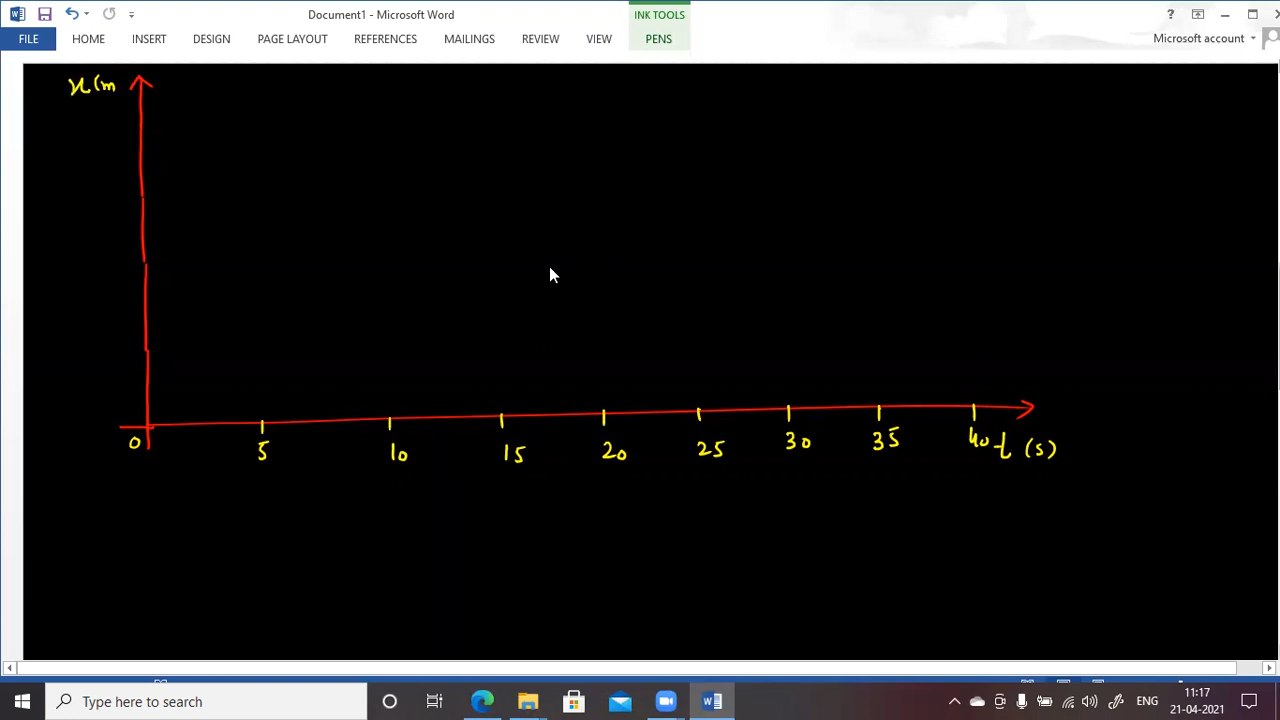 Document1 - Microsoft Word
INK TOOLS
?
FILE HOME INSERT DESIGN PAGE LAYOUT REFERENCES MAILINGS REVIEW VIEW PENS Microsoft account
x(m
0 5 10 15 20 25 30 35 40 t (s)
Type here to search
ENG
11:17
21-04-2021